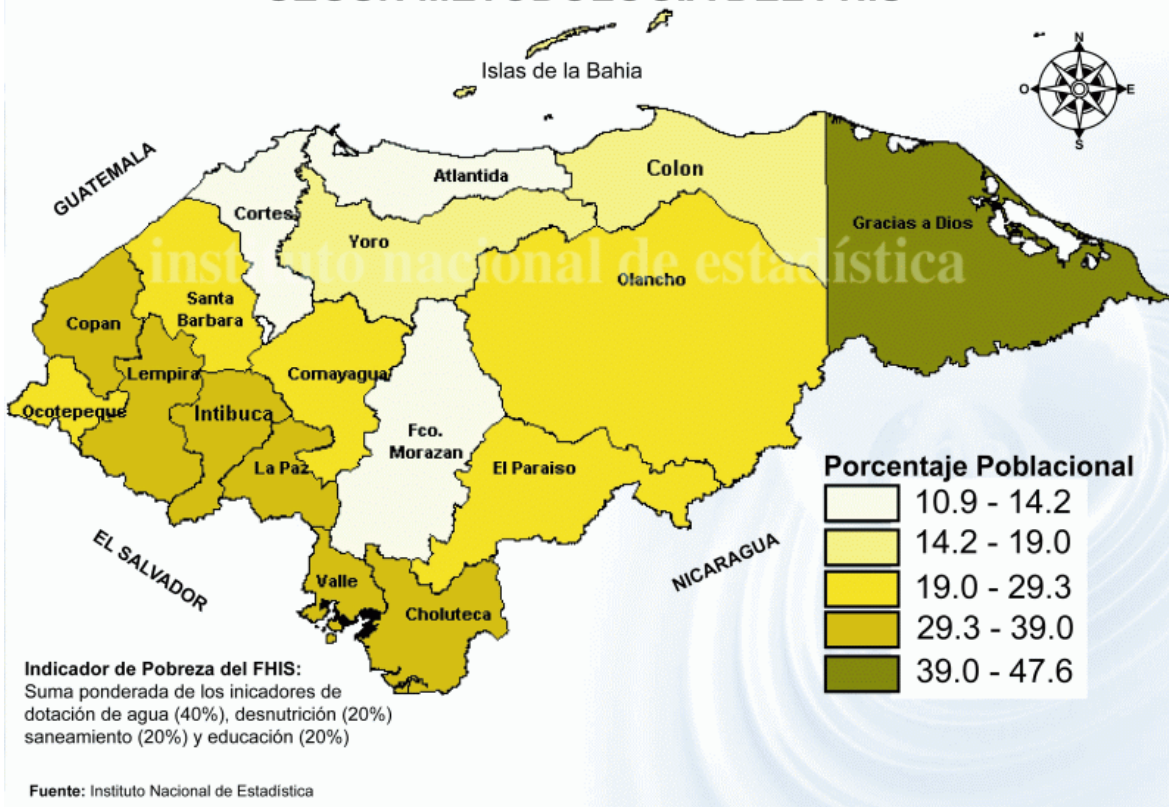 SEGÚN METODOLOGIA DEL FHIS
Islas de la Bahia
N
O
E
S
GUATEMALA
Atlantida
Colon
Cortes
Yoro
Gracias a Dios
instituto nacional de estadística
Olancho
Santa
Barbara
Copan
Lempira
Comayagua
Ocotepeque
Intibuca
Fco.
Morazan
La Paz
El Paraiso
EL SALVADOR
NICARAGUA
Valle
Choluteca
Porcentaje Poblacional
10.9 - 14.2
14.2 - 19.0
19.0 - 29.3
29.3 - 39.0
39.0 - 47.6
Indicador de Pobreza del FHIS:
Suma ponderada de los inicadores de
dotación de agua (40%), desnutrición (20%)
saneamiento (20%) y educación (20%)
Fuente: Instituto Nacional de Estadística